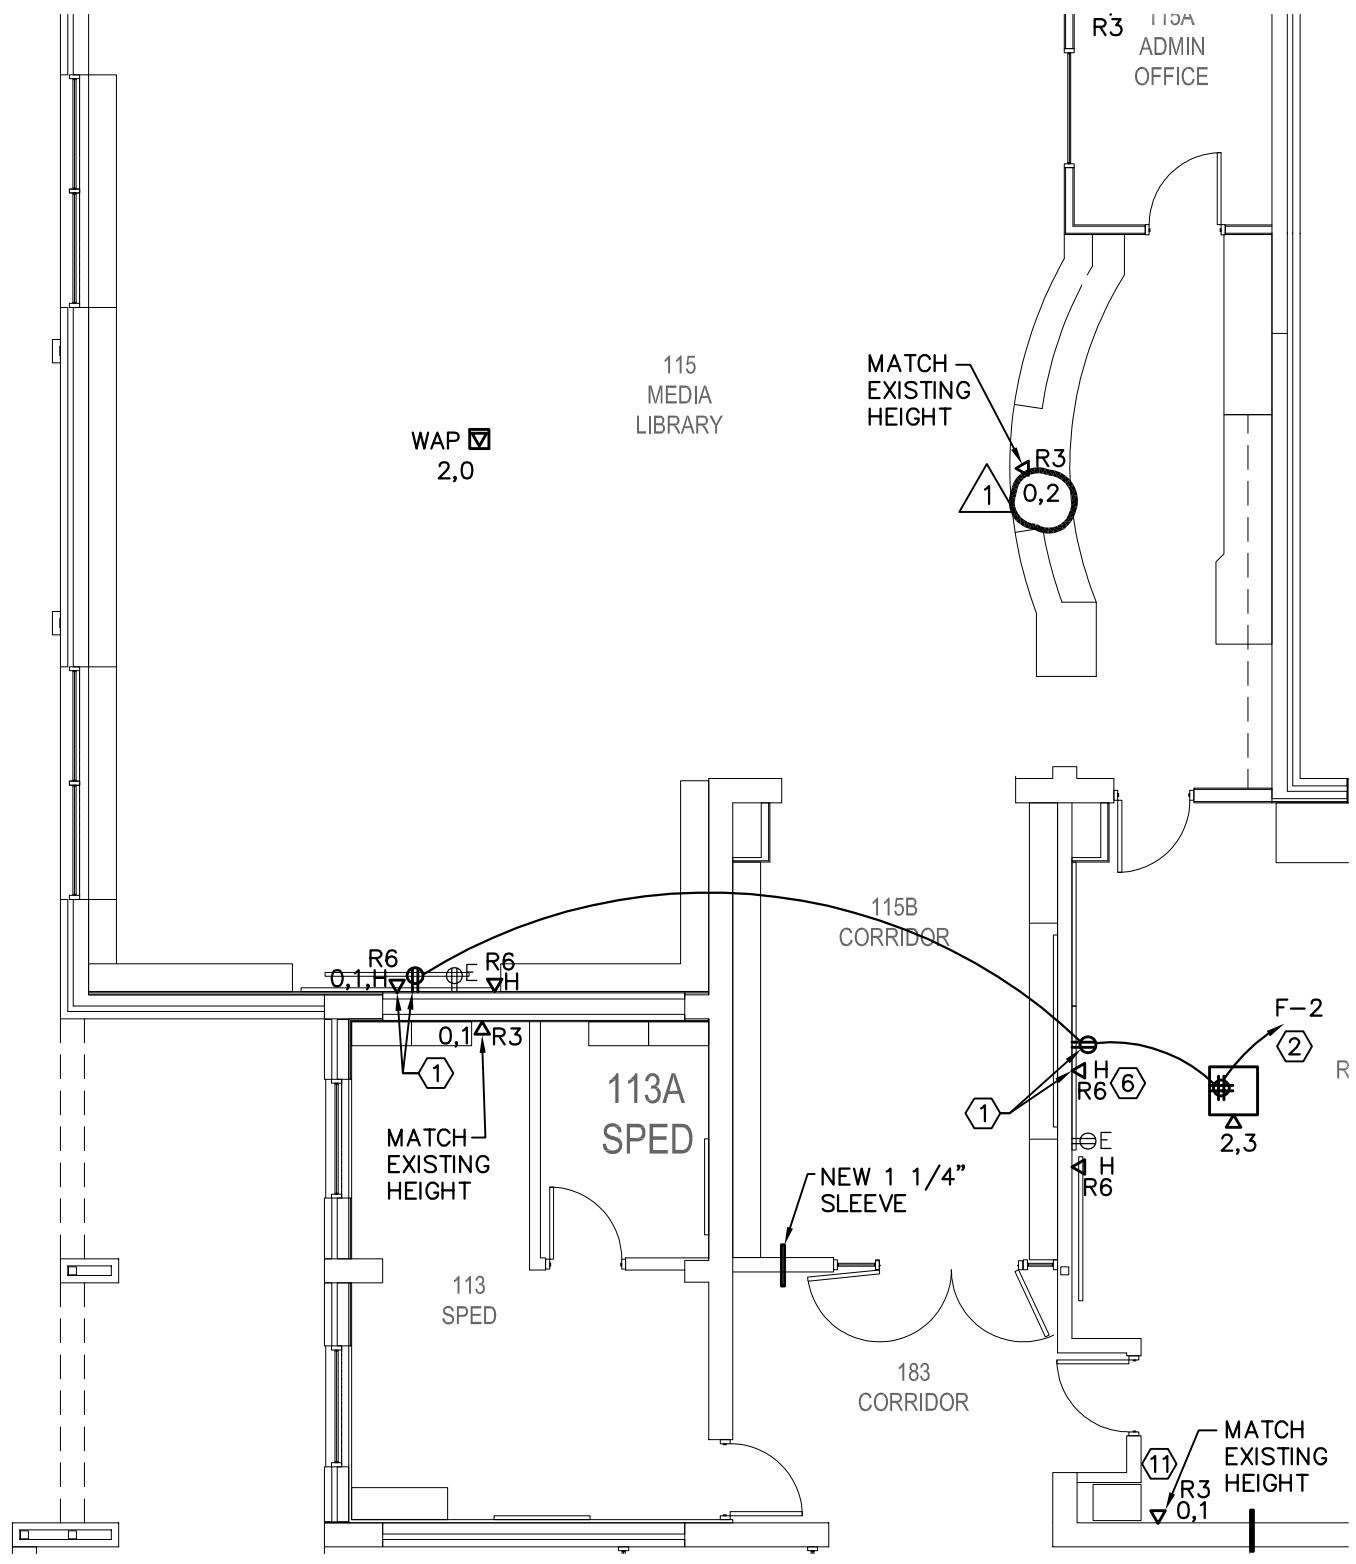 R3
115A
ADMIN
OFFICE
115
MEDIA
LIBRARY
MATCH
EXISTING
HEIGHT
WAP
2,0
R3
1
0,2
115B
CORRIDOR
R6
0,1,H
E
R6
H
0,1
R3
1
113A
SPED
MATCH
EXISTING
HEIGHT
F-2
2
H
R6
6
1
R
2,3
E
H
R6
NEW 1 1/4"
SLEEVE
113
SPED
183
CORRIDOR
MATCH
EXISTING
HEIGHT
11
R3
0,1